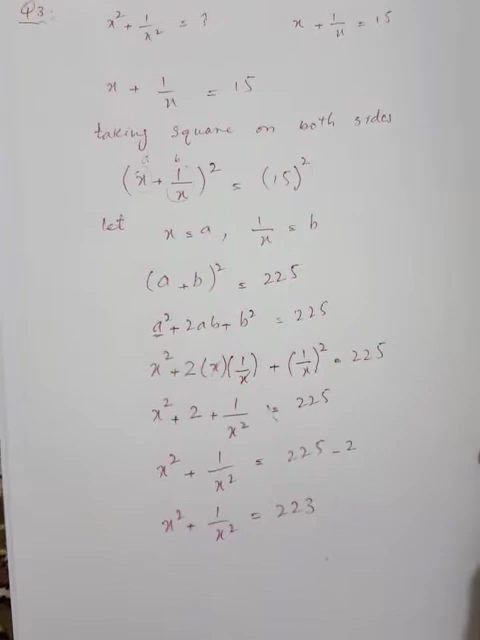 Q3: x² + 1/x² = ? x + 1/x = 15
x + 1/x = 15
taking square on both sides
a b
(x + 1/x)² = (15)²
let x = a, 1/x = b
(a + b)² = 225
a² + 2ab + b² = 225
x² + 2(x)(1/x) + (1/x)² = 225
x² + 2 + 1/x² = 225
x² + 1/x² = 225 - 2
x² + 1/x² = 223